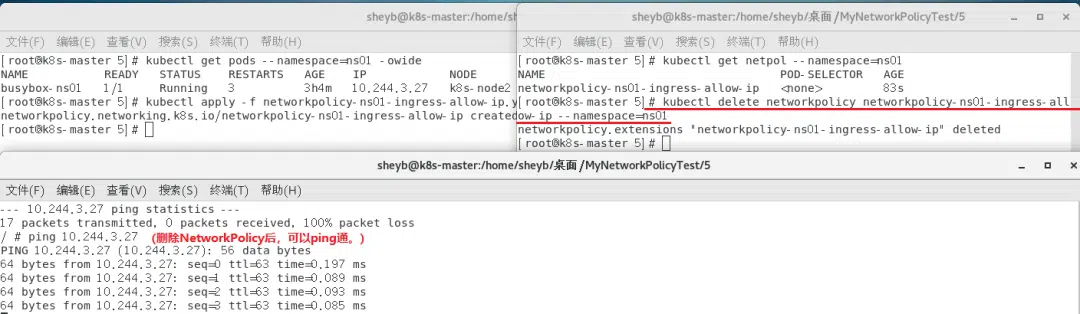 sheyb@k8s-master:/home/sheyb/桌面/MyNetworkPolicyTest/5
文件(F) 编辑(E) 查看(V) 搜索(S) 终端(T) 帮助(H)
[root@k8s-master 5]# kubectl get pods --namespace=ns01 -owide
NAME READY STATUS RESTARTS AGE IP NODE
busybox-ns01 1/1 Running 3 3h4m 10.244.3.27 k8s-node2
[root@k8s-master 5]# kubectl apply -f networkpolicy-ns01-ingress-allow-ip.y
networkpolicy.networking.k8s.io/networkpolicy-ns01-ingress-allow-ip created
[root@k8s-master 5]#
sheyb@k8s-master:/home/sheyb/桌面/MyNetworkPolicyTest/5
文件(F) 编辑(E) 查看(V) 搜索(S) 终端(T) 帮助(H)
[root@k8s-master 5]# kubectl get netpol --namespace=ns01
NAME POD-SELECTOR AGE
networkpolicy-ns01-ingress-allow-ip <none> 83s
[root@k8s-master 5]# kubectl delete networkpolicy networkpolicy-ns01-ingress-all
ow-ip --namespace=ns01
networkpolicy.extensions "networkpolicy-ns01-ingress-allow-ip" deleted
[root@k8s-master 5]#
sheyb@k8s-master:/home/sheyb/桌面/MyNetworkPolicyTest/5
文件(F) 编辑(E) 查看(V) 搜索(S) 终端(T) 帮助(H)
--- 10.244.3.27 ping statistics ---
17 packets transmitted, 0 packets received, 100% packet loss
/ # ping 10.244.3.27 (删除NetworkPolicy后，可以ping通。)
PING 10.244.3.27 (10.244.3.27): 56 data bytes
64 bytes from 10.244.3.27: seq=0 ttl=63 time=0.197 ms
64 bytes from 10.244.3.27: seq=1 ttl=63 time=0.089 ms
64 bytes from 10.244.3.27: seq=2 ttl=63 time=0.093 ms
64 bytes from 10.244.3.27: seq=3 ttl=63 time=0.085 ms